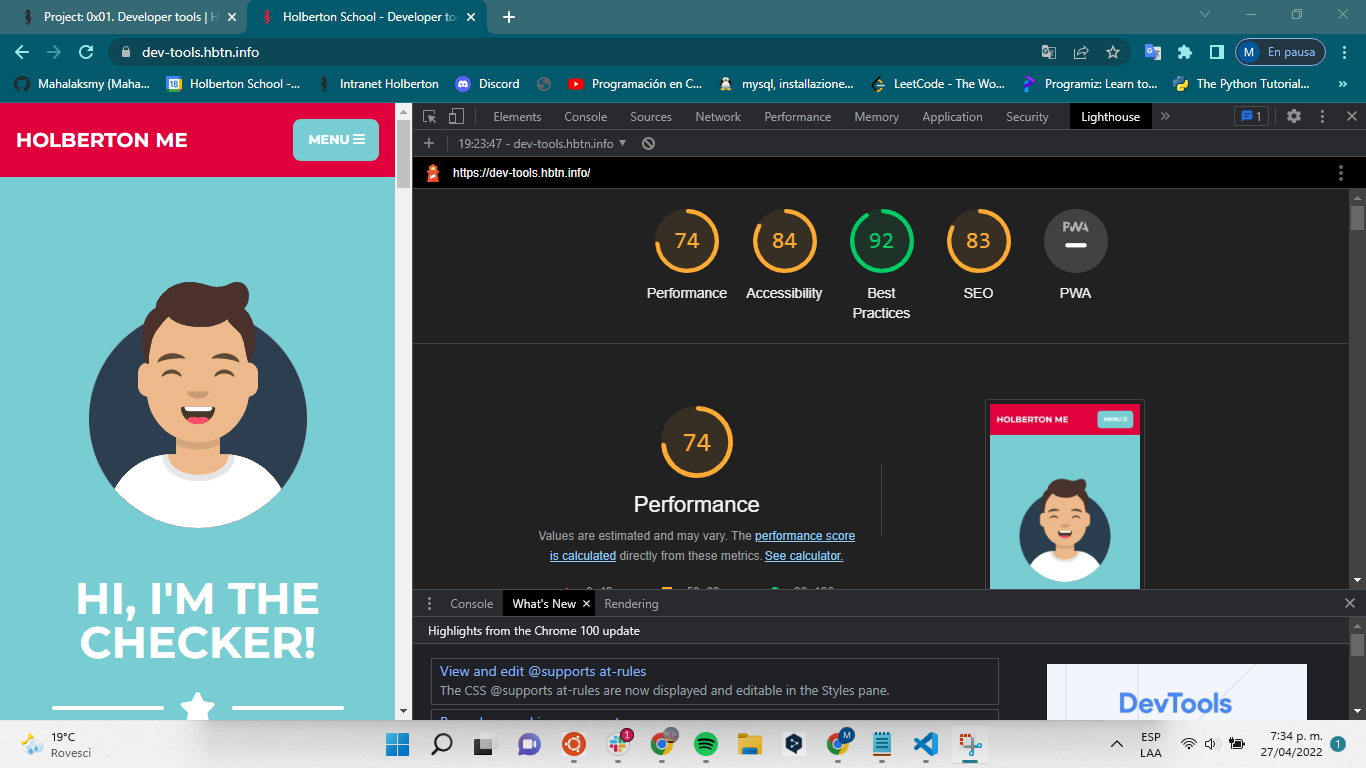 Project: 0x01. Developer tools | H
Holberton School - Developer to
dev-tools.hbtn.info
M
En pausa
Mahalaksmy (Maha...
18
Holberton School -...
Intranet Holberton
Discord
Programación en C...
mysql, installazione...
LeetCode - The Wo...
Programiz: Learn to...
The Python Tutorial...
»
HOLBERTON ME
MENU
HI, I'M THE
CHECKER!
Elements
Console
Sources
Network
Performance
Memory
Application
Security
Lighthouse
»
1
19:23:47 - dev-tools.hbtn.info
https://dev-tools.hbtn.info/
74
84
92
83
PWA
Performance
Accessibility
Best
Practices
SEO
PWA
74
Performance
Values are estimated and may vary. The performance score
is calculated directly from these metrics. See calculator.
HOLBERTON ME
MENU
Console
What's New
Rendering
Highlights from the Chrome 100 update
View and edit @supports at-rules
The CSS @supports at-rules are now displayed and editable in the Styles pane.
DevTools
19°C
Rovesci
1
M
ESP
LAA
7:34 p. m.
27/04/2022
1